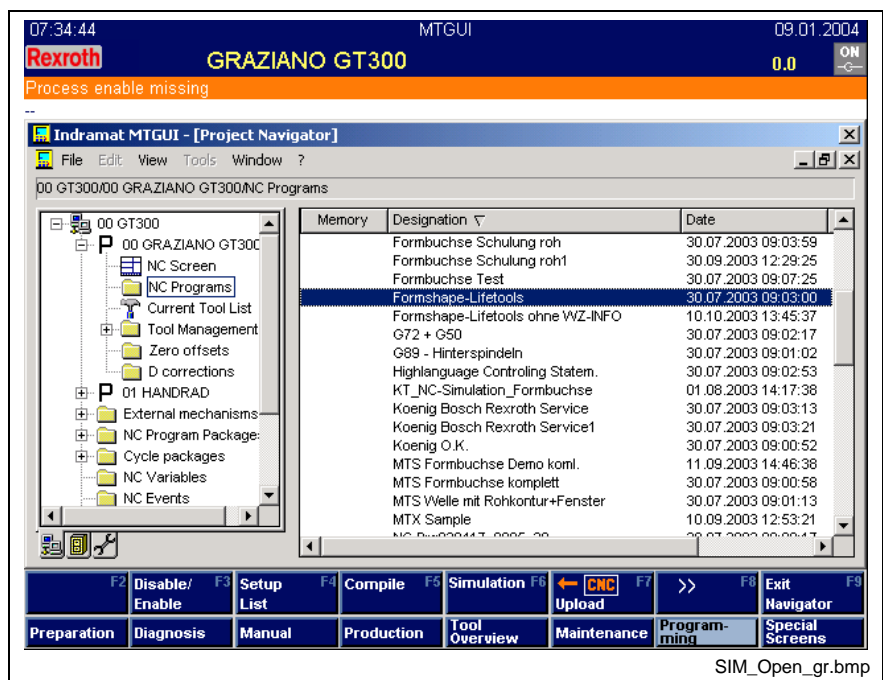 07:34:44 MTGUI 09.01.2004
Rexroth GRAZIANO GT300 0.0 ON
Process enable missing
--
Indramat MTGUI - [Project Navigator]
File Edit View Tools Window ?
00 GT300/00 GRAZIANO GT300/NC Programs
00 GT300
P 00 GRAZIANO GT300
NC Screen
NC Programs
Current Tool List
Tool Management
Zero offsets
D corrections
P 01 HANDRAD
External mechanisms
NC Program Package
Cycle packages
NC Variables
NC Events
Memory Designation Date
Formbuchse Schulung roh 30.07.2003 09:03:59
Formbuchse Schulung roh1 30.09.2003 12:29:25
Formbuchse Test 30.07.2003 09:07:25
Formshape-Lifetools 30.07.2003 09:03:00
Formshape-Lifetools ohne WZ-INFO 10.10.2003 13:45:37
G72 + G50 30.07.2003 09:02:17
G89 - Hinterspindeln 30.07.2003 09:01:02
Highlanguage Controling Statem. 30.07.2003 09:02:53
KT_NC-Simulation_Formbuchse 01.08.2003 14:17:38
Koenig Bosch Rexroth Service 30.07.2003 09:03:13
Koenig Bosch Rexroth Service1 30.07.2003 09:03:21
Koenig O.K. 30.07.2003 09:00:52
MTS Formbuchse Demo koml. 11.09.2003 14:46:38
MTS Formbuchse komplett 30.07.2003 09:00:58
MTS Welle mit Rohkontur+Fenster 30.07.2003 09:01:13
MTX Sample 10.09.2003 12:53:21
F2 Disable/ F3 Setup F4 Compile F5 Simulation F6 ← CNC F7 >> F8 Exit F9
Enable List Upload Navigator
Preparation Diagnosis Manual Production Tool Overview Maintenance Program-ming Special Screens
SIM_Open_gr.bmp